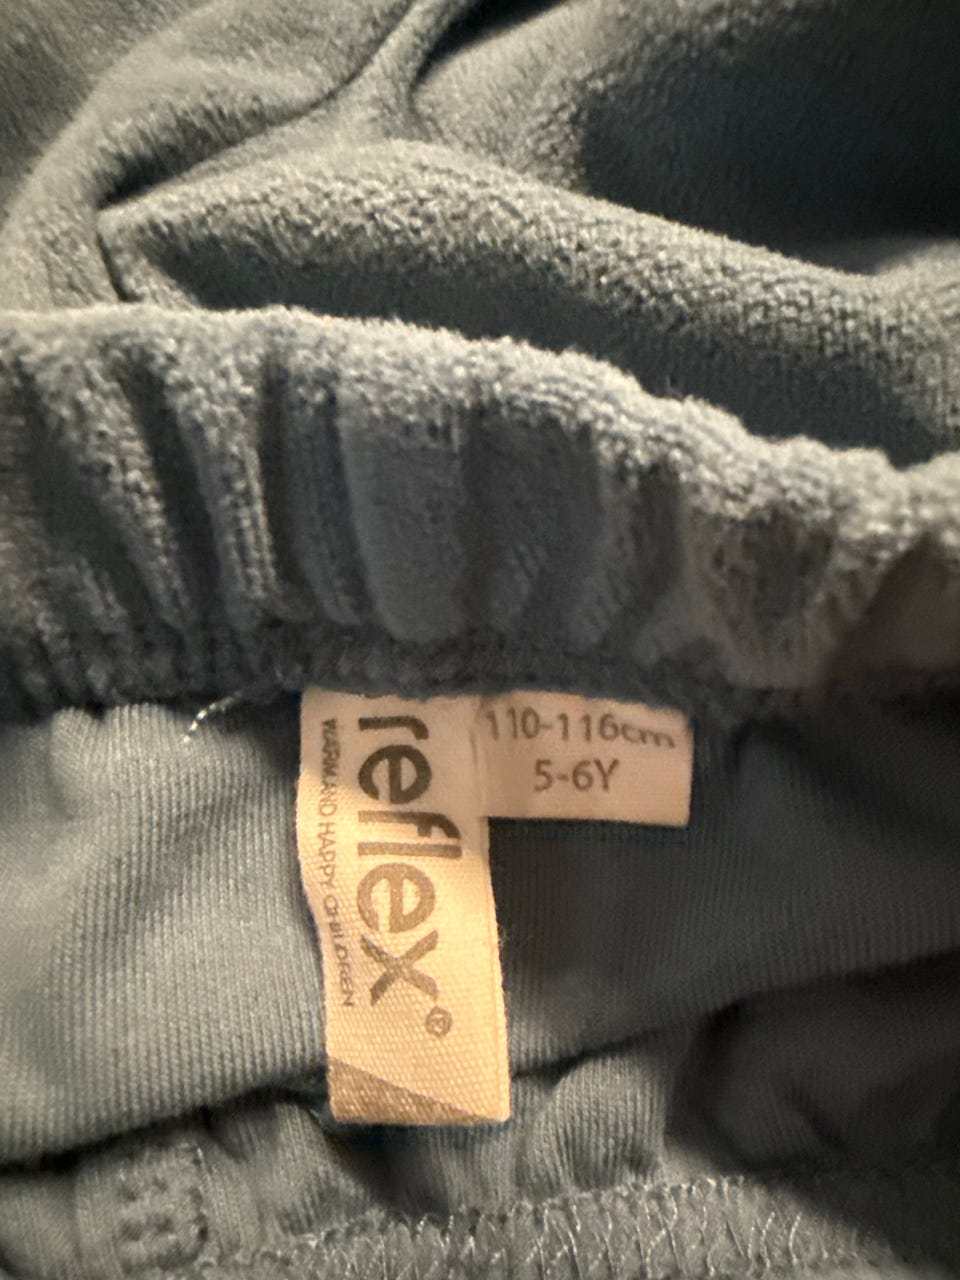 reflex®
WARM AND HAPPY CHILDREN
110-116cm
5-6Y